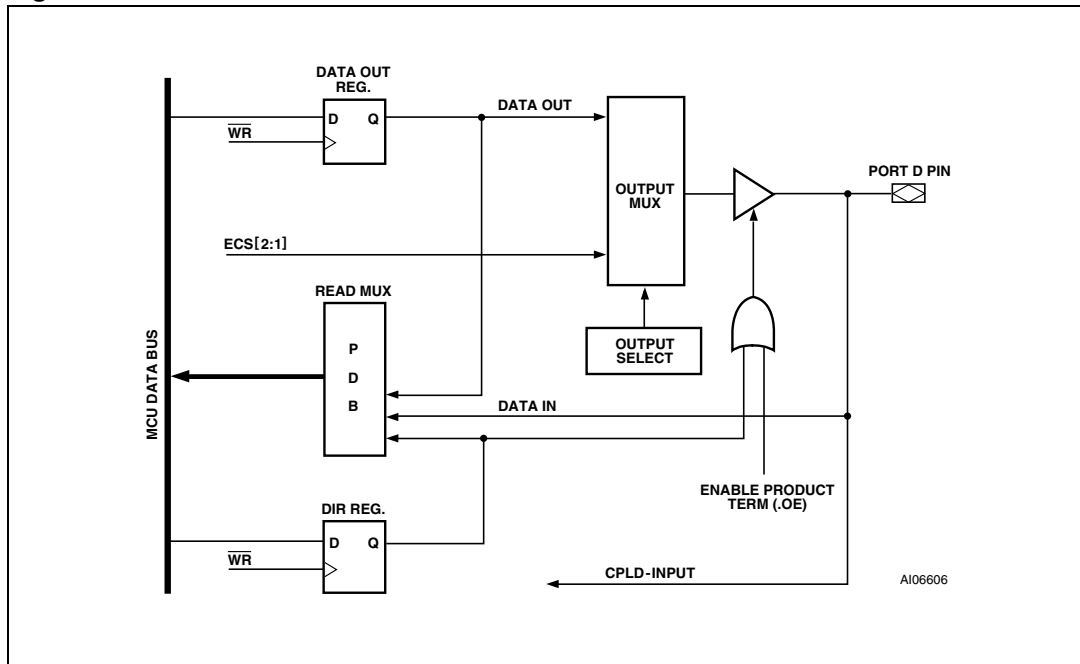 DATA OUT
REG.
D Q
WR
DATA OUT
OUTPUT
MUX
PORT D PIN
ECS[2:1]
READ MUX
P
D
B
OUTPUT
SELECT
MCU DATA BUS
DATA IN
ENABLE PRODUCT
TERM (.OE)
DIR REG.
D Q
WR
CPLD-INPUT
AI06606